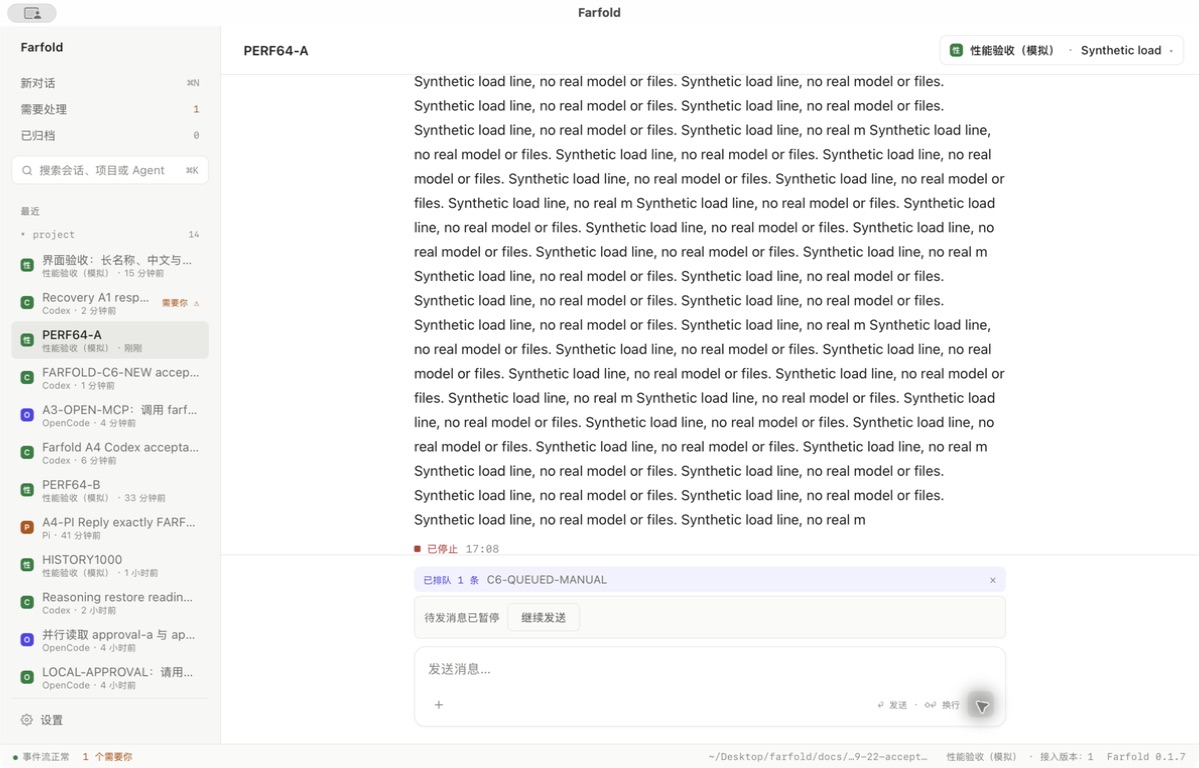 Farfold
Farfold
新对话 ⌘N
需要处理 1
已归档 0
搜索会话、项目或 Agent ⌘K
最近
project 14
性 界面验收：长名称、中文与...
性能验收（模拟） · 15 分钟前
C Recovery A1 resp... 需要你
Codex · 2 分钟前
性 PERF64-A
性能验收（模拟） · 刚刚
C FARFOLD-C6-NEW accep...
Codex · 1 分钟前
O A3-OPEN-MCP：调用 farf...
OpenCode · 4 分钟前
C Farfold A4 Codex accepta...
Codex · 6 分钟前
性 PERF64-B
性能验收（模拟） · 33 分钟前
P A4-PI Reply exactly FARF...
Pi · 41 分钟前
性 HISTORY1000
性能验收（模拟） · 1 小时前
C Reasoning restore readin...
Codex · 2 小时前
O 并行读取 approval-a 与 ap...
OpenCode · 4 小时前
O LOCAL-APPROVAL：请用...
OpenCode · 4 小时前
设置
PERF64-A
性 性能验收（模拟） · Synthetic load
Synthetic load line, no real model or files. Synthetic load line, no real model or files.
Synthetic load line, no real model or files. Synthetic load line, no real model or files.
Synthetic load line, no real model or files. Synthetic load line, no real m Synthetic load line,
no real model or files. Synthetic load line, no real model or files. Synthetic load line, no real
model or files. Synthetic load line, no real model or files. Synthetic load line, no real model or
files. Synthetic load line, no real m Synthetic load line, no real model or files. Synthetic load
line, no real model or files. Synthetic load line, no real model or files. Synthetic load line, no
real model or files. Synthetic load line, no real model or files. Synthetic load line, no real m
Synthetic load line, no real model or files. Synthetic load line, no real model or files.
Synthetic load line, no real model or files. Synthetic load line, no real model or files.
Synthetic load line, no real model or files. Synthetic load line, no real m Synthetic load line,
no real model or files. Synthetic load line, no real model or files. Synthetic load line, no real
model or files. Synthetic load line, no real model or files. Synthetic load line, no real model or
files. Synthetic load line, no real m Synthetic load line, no real model or files. Synthetic load
line, no real model or files. Synthetic load line, no real model or files. Synthetic load line, no
real model or files. Synthetic load line, no real model or files. Synthetic load line, no real m
Synthetic load line, no real model or files. Synthetic load line, no real model or files.
Synthetic load line, no real model or files. Synthetic load line, no real model or files.
Synthetic load line, no real model or files. Synthetic load line, no real m
已停止 17:08
已排队 1 条 C6-QUEUED-MANUAL ×
待发消息已暂停 继续发送
发送消息...
+ ↵ 发送 · ⇧↵ 换行
事件流正常 1 个需要你
~/Desktop/farfold/docs/…9-22-accept… 性能验收（模拟） · 接入版本：1 Farfold 0.1.7